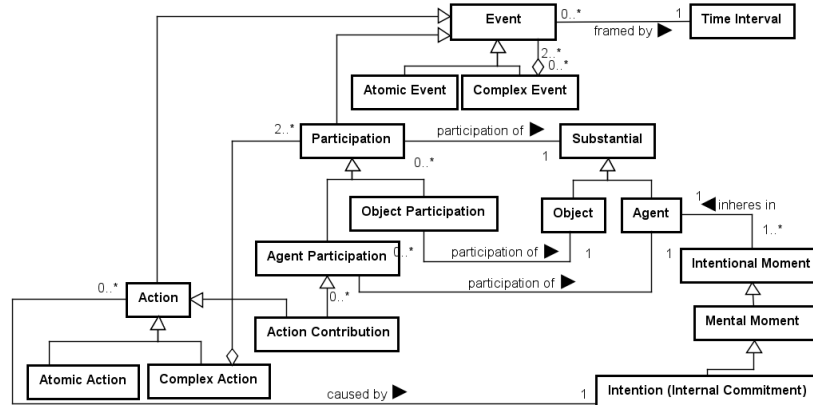 Event
0..*
1
Time Interval
framed by
2..*
0..*
Atomic Event
Complex Event
2..*
Participation
participation of
Substantial
0..*
1
Object Participation
Object
Agent
1
inheres in
1..*
Agent Participation
0..*
participation of
1
1
Intentional Moment
participation of
0..*
Action
0..*
Action Contribution
Mental Moment
Atomic Action
Complex Action
caused by
1
Intention (Internal Commitment)